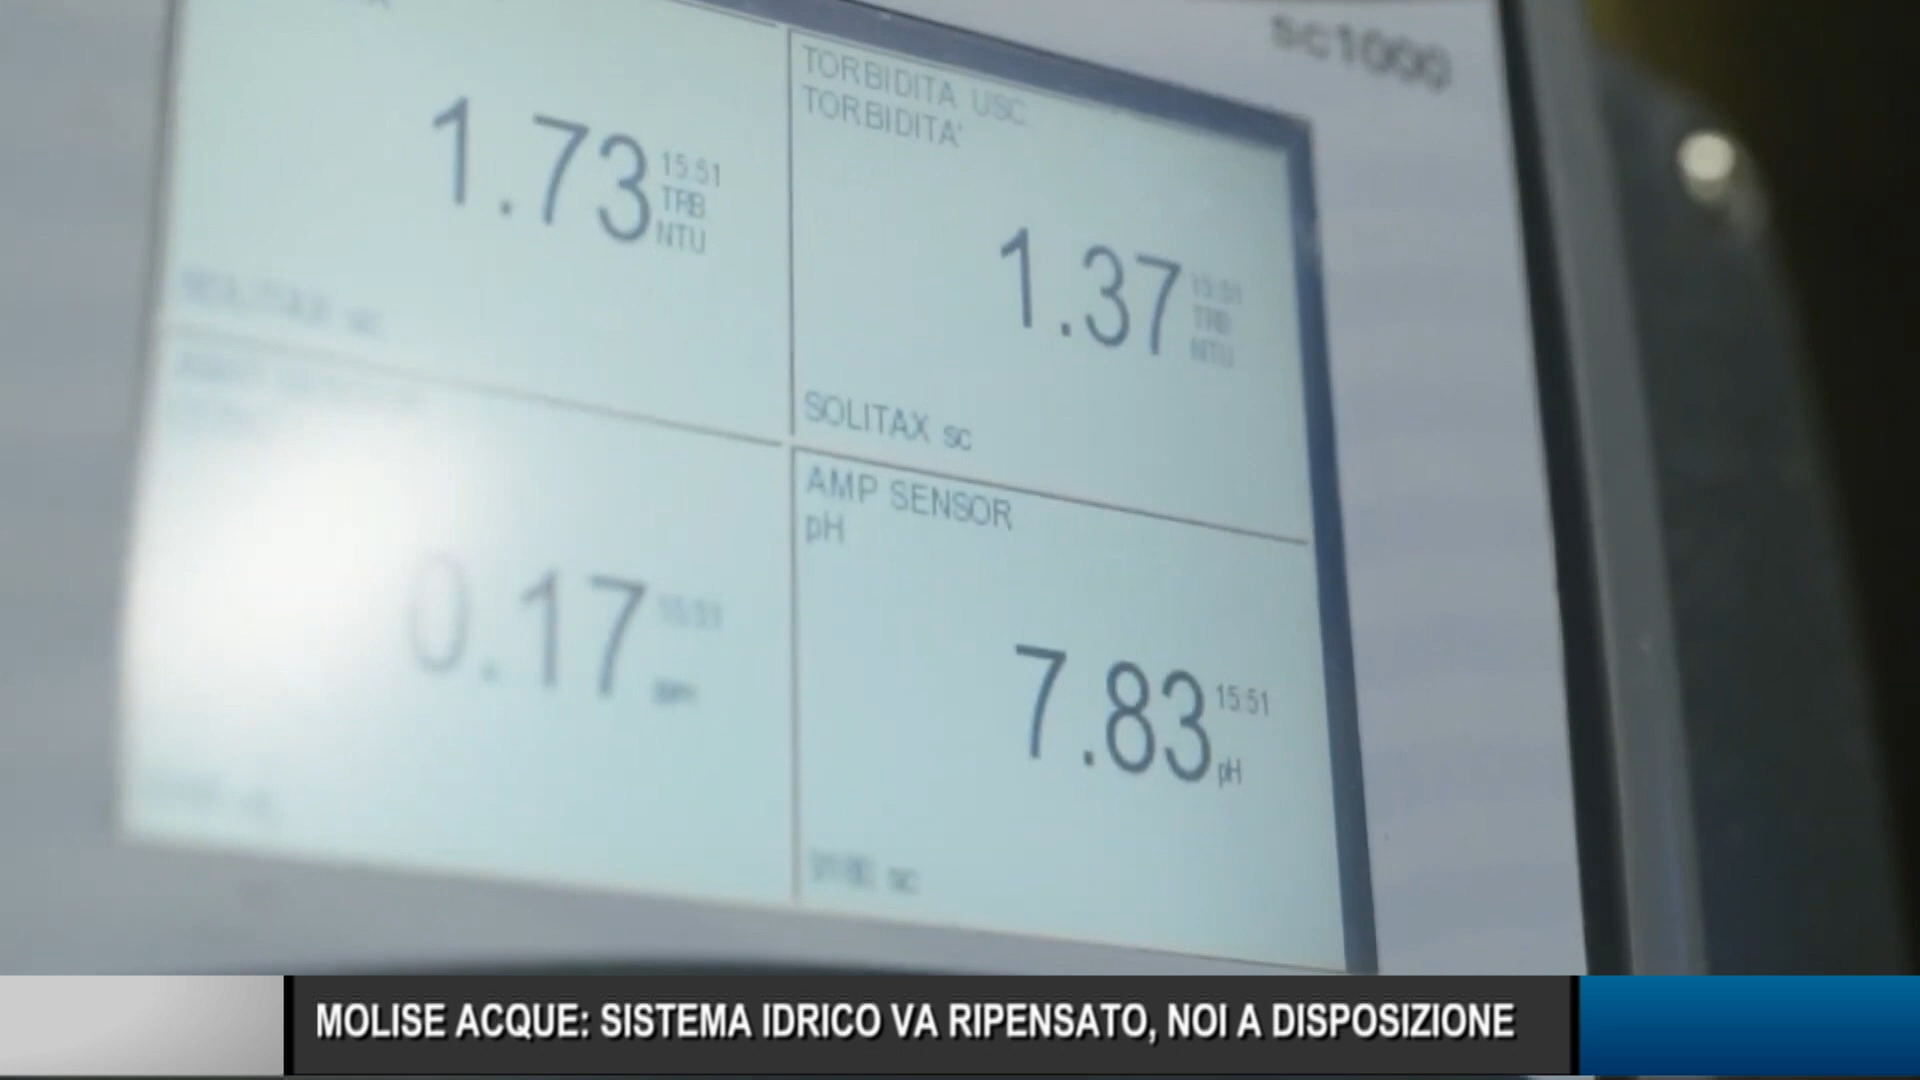 sc1000
1.73
15:51
TRB
NTU
TORBIDITA USC
TORBIDITA'
1.37
15:51
TRB
NTU
SOLITAX sc
SOLITAX sc
0.17
15:51
AMP SENSOR
pH
7.83
15:51
pH
MOLISE ACQUE: SISTEMA IDRICO VA RIPENSATO, NOI A DISPOSIZIONE